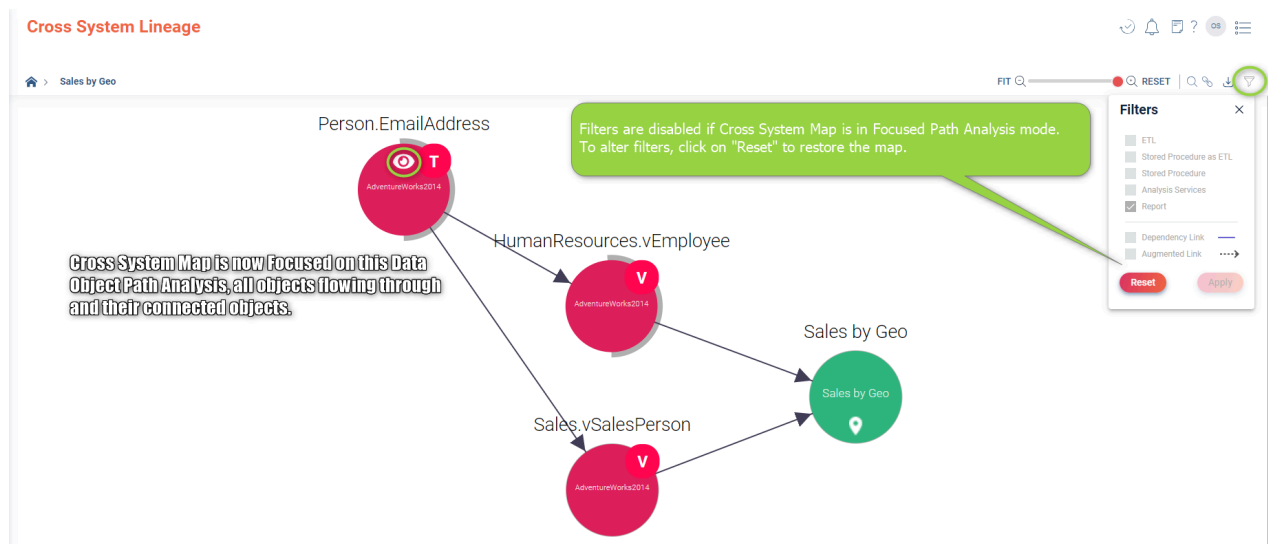 Cross System Lineage
OS
Sales by Geo
FIT
RESET
Filters
ETL
Stored Procedure as ETL
Stored Procedure
Analysis Services
Report
Dependency Link
Augmented Link
Reset
Apply
Filters are disabled if Cross System Map is in Focused Path Analysis mode.
To alter filters, click on "Reset" to restore the map.
Person.EmailAddress
T
AdventureWorks2014
HumanResources.vEmployee
V
AdventureWorks2014
Cross System Map is now Focused on this Data
Object Path Analysis, all objects flowing through
and their connected objects.
Sales by Geo
Sales by Geo
Sales.vSalesPerson
V
AdventureWorks2014